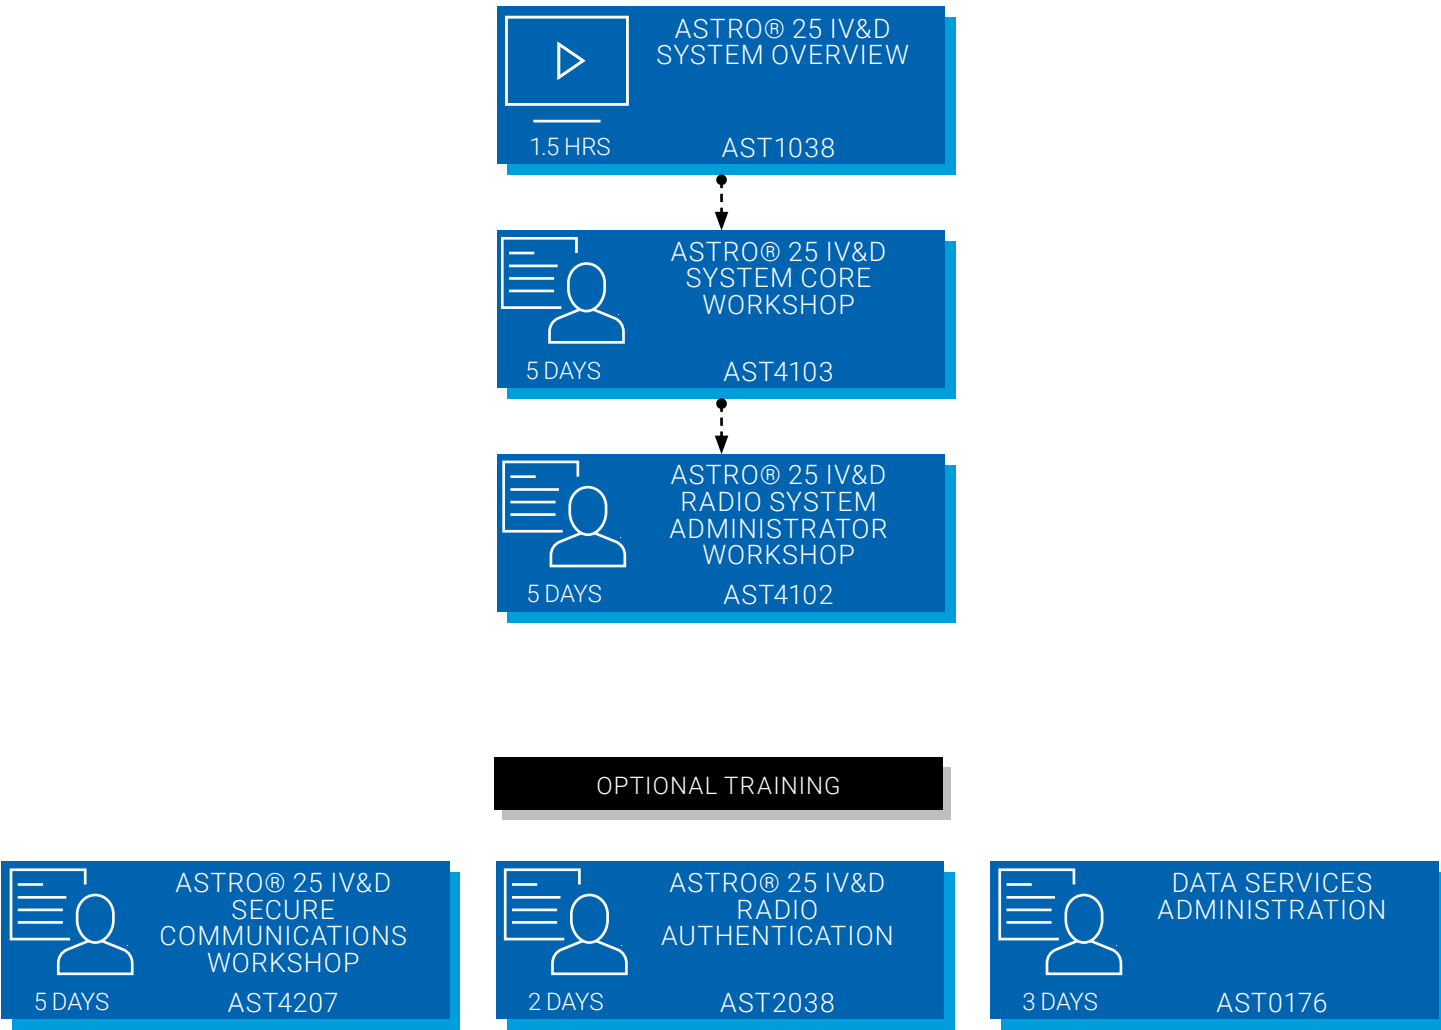 ASTRO® 25 IV&D
SYSTEM OVERVIEW
1.5 HRS
AST1038
ASTRO® 25 IV&D
SYSTEM CORE
WORKSHOP
5 DAYS
AST4103
ASTRO® 25 IV&D
RADIO SYSTEM
ADMINISTRATOR
WORKSHOP
5 DAYS
AST4102
OPTIONAL TRAINING
ASTRO® 25 IV&D
SECURE
COMMUNICATIONS
WORKSHOP
5 DAYS
AST4207
ASTRO® 25 IV&D
RADIO
AUTHENTICATION
2 DAYS
AST2038
DATA SERVICES
ADMINISTRATION
3 DAYS
AST0176